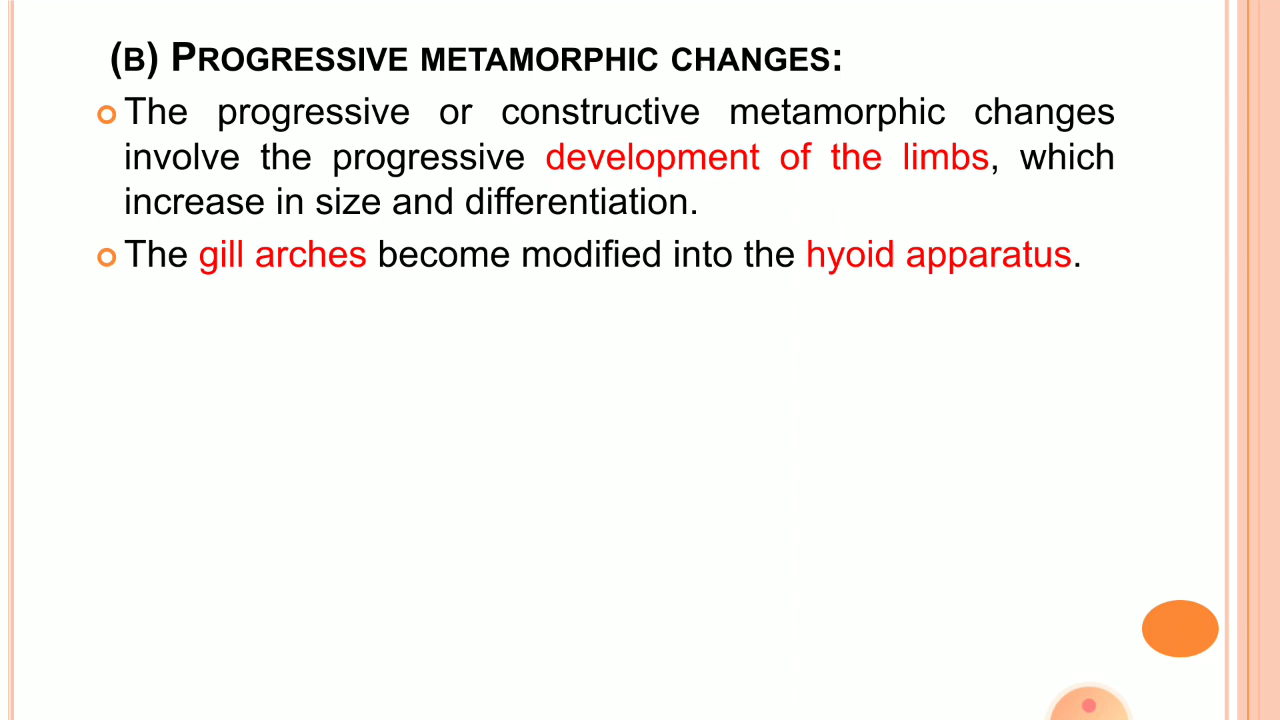 (B) PROGRESSIVE METAMORPHIC CHANGES:
The progressive or constructive metamorphic changes
involve the progressive development of the limbs, which
increase in size and differentiation.
The gill arches become modified into the hyoid apparatus.